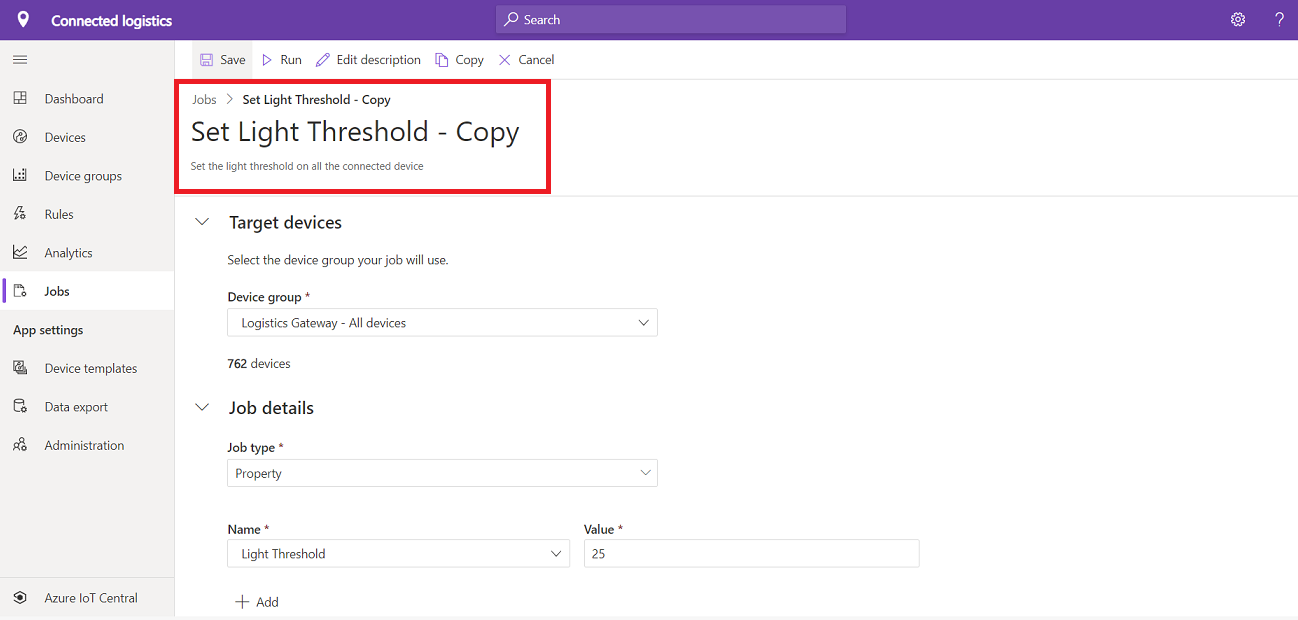 Connected logistics
Search
?
Save Run Edit description Copy Cancel
Dashboard
Devices
Device groups
Rules
Analytics
Jobs
App settings
Device templates
Data export
Administration
Azure IoT Central
Jobs > Set Light Threshold - Copy
Set Light Threshold - Copy
Set the light threshold on all the connected device
Target devices
Select the device group your job will use.
Device group *
Logistics Gateway - All devices
762 devices
Job details
Job type *
Property
Name * Value *
Light Threshold 25
+ Add